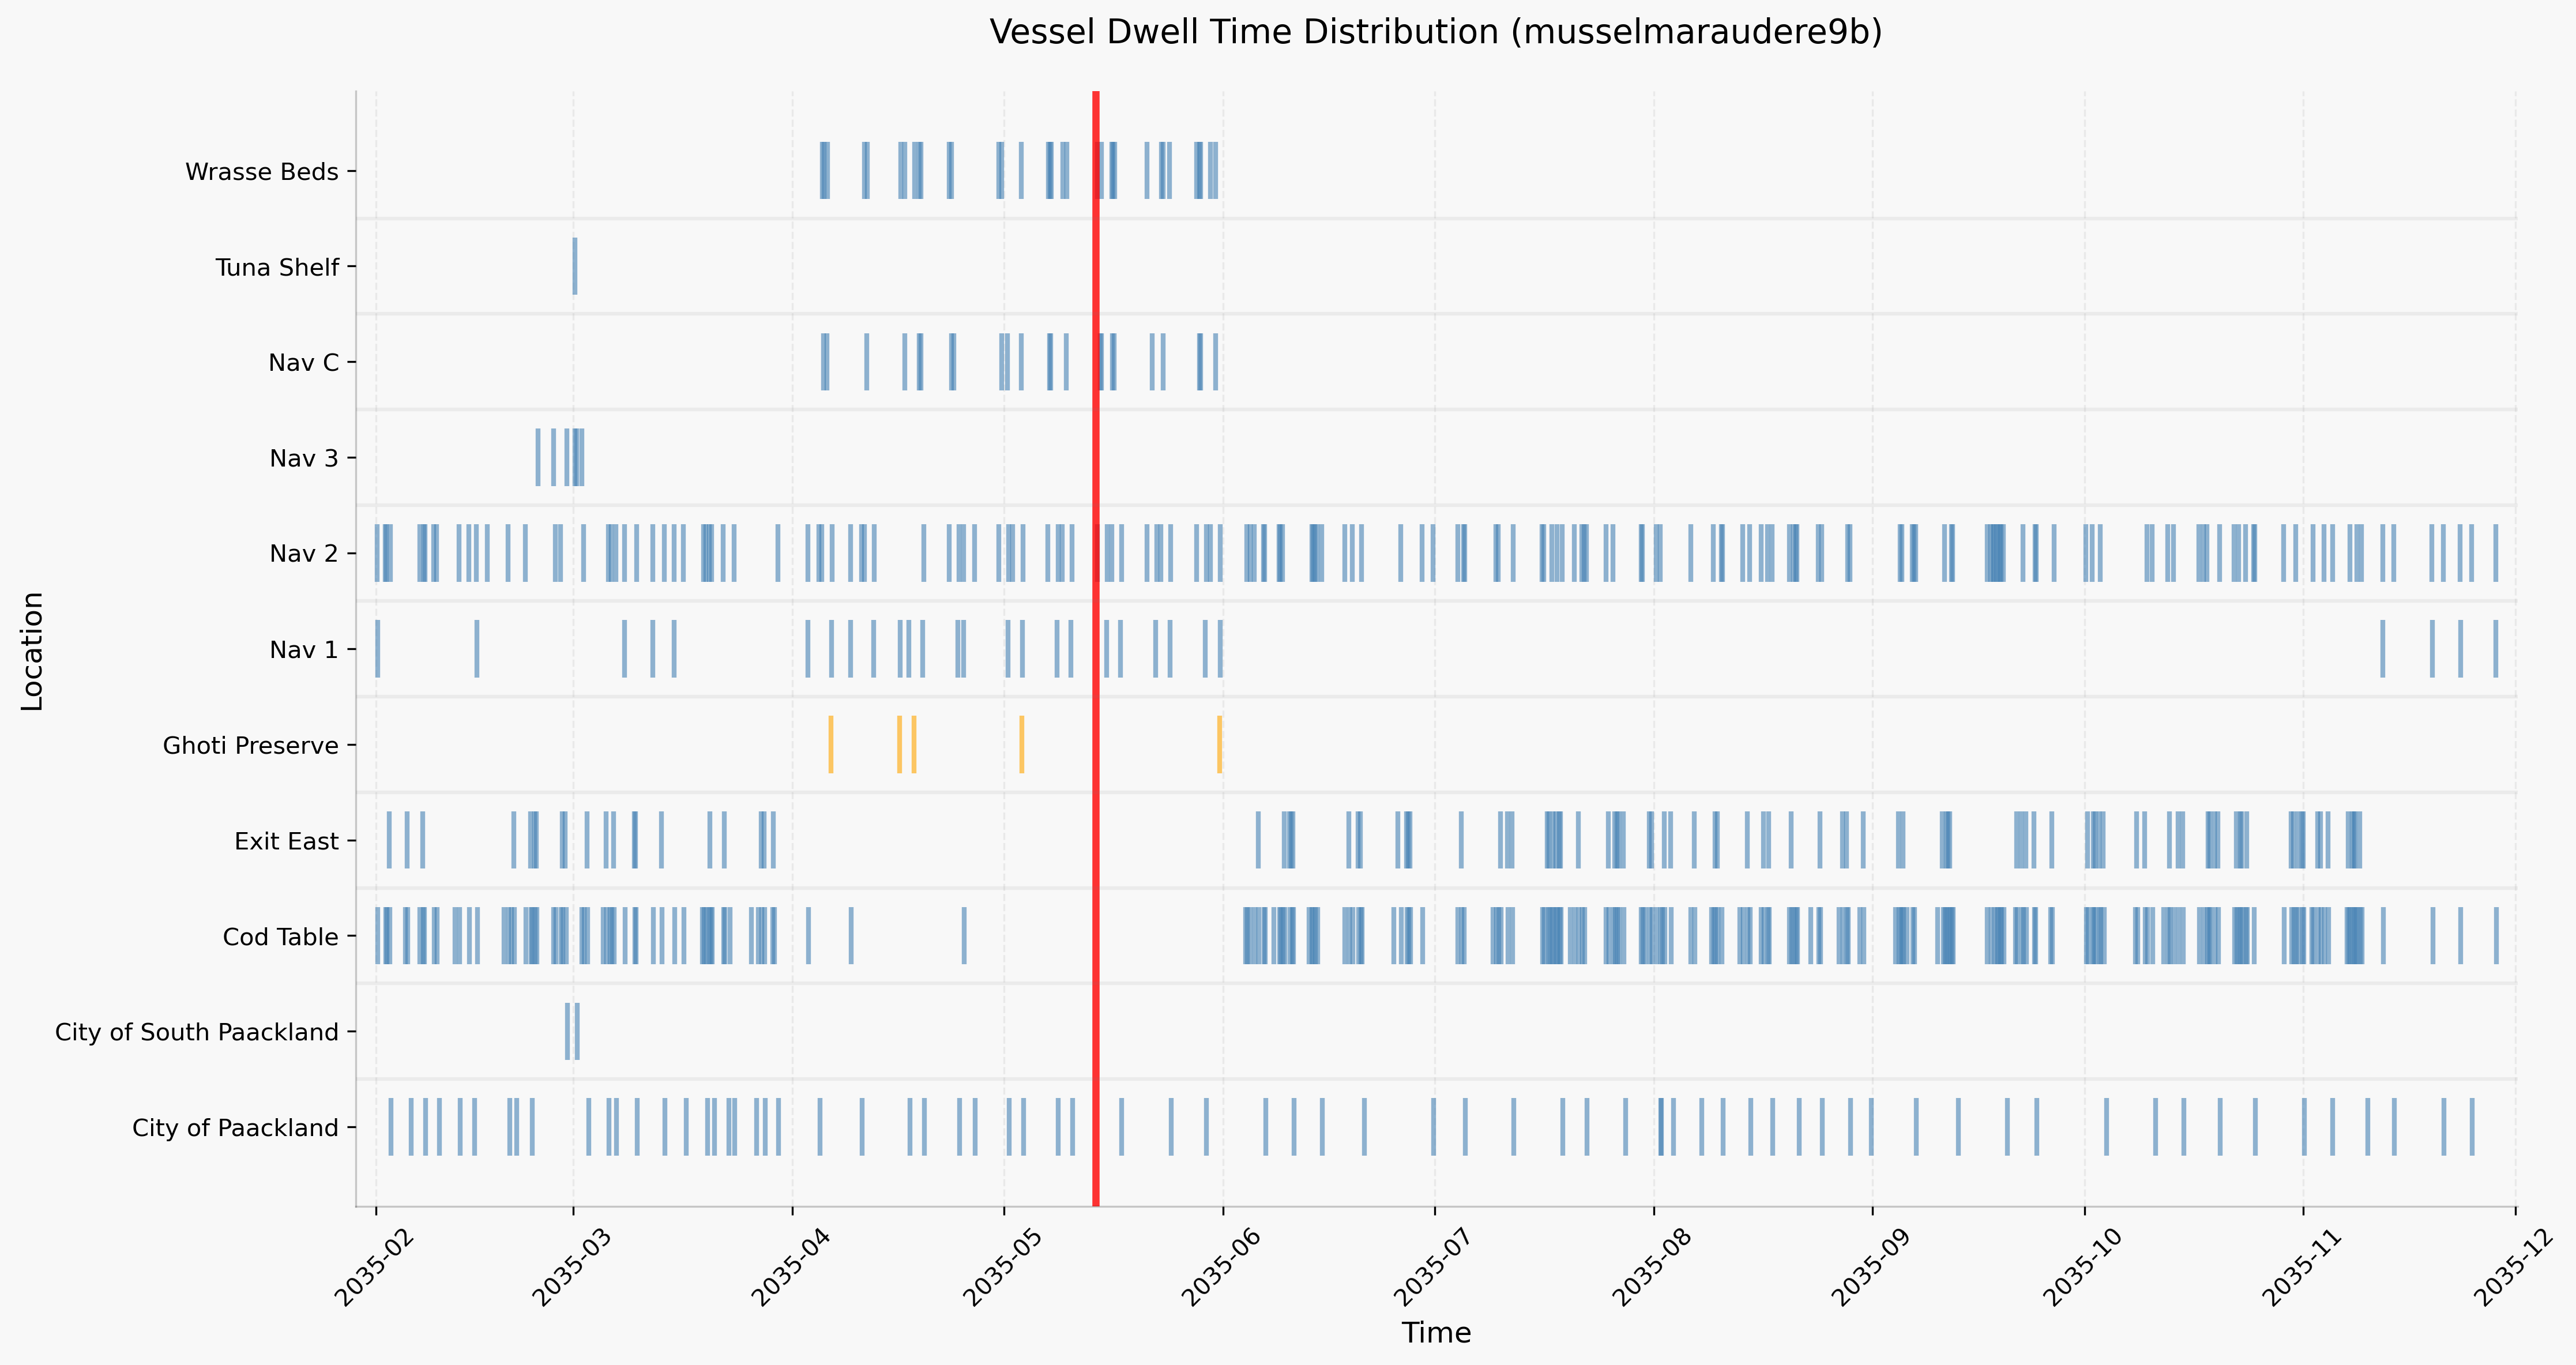 Vessel Dwell Time Distribution (musselmaraudere9b)
Location
Wrasse Beds
Tuna Shelf
Nav C
Nav 3
Nav 2
Nav 1
Ghoti Preserve
Exit East
Cod Table
City of South Paackland
City of Paackland
2035-02
2035-03
2035-04
2035-05
2035-06
2035-07
2035-08
2035-09
2035-10
2035-11
2035-12
Time